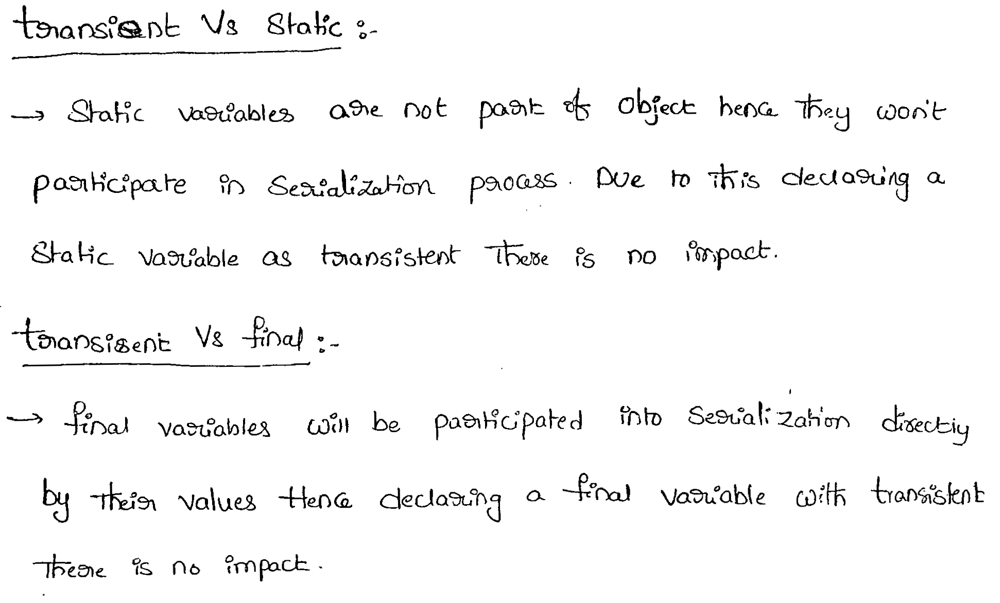 transient Vs Static :-
→ Static variables are not part of object hence they won't
participate in Serialization process. Due to this declaring a
Static variable as transistent there is no impact.
transisent Vs final :-
→ final variables will be participated into Serialization directly
by their values Hence declaring a final variable with transistent
There is no impact.